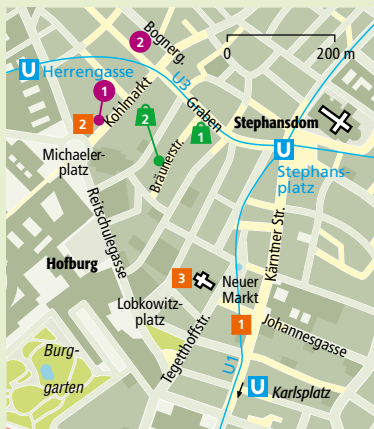 2
Bognerg.
0
200 m
U
Herrengasse
U3
1
Kohlmarkt
2
Graben
1
2
Stephansdom
Michaeler-
platz
Bräunerstr.
U
Stephans-
platz
Reitschulegasse
Kärntner Str.
Hofburg
3
Neuer
Markt
Lobkowitz-
platz
1
Johannesgasse
Tegetthoffstr.
Burg-
garten
U1
U
Karlsplatz